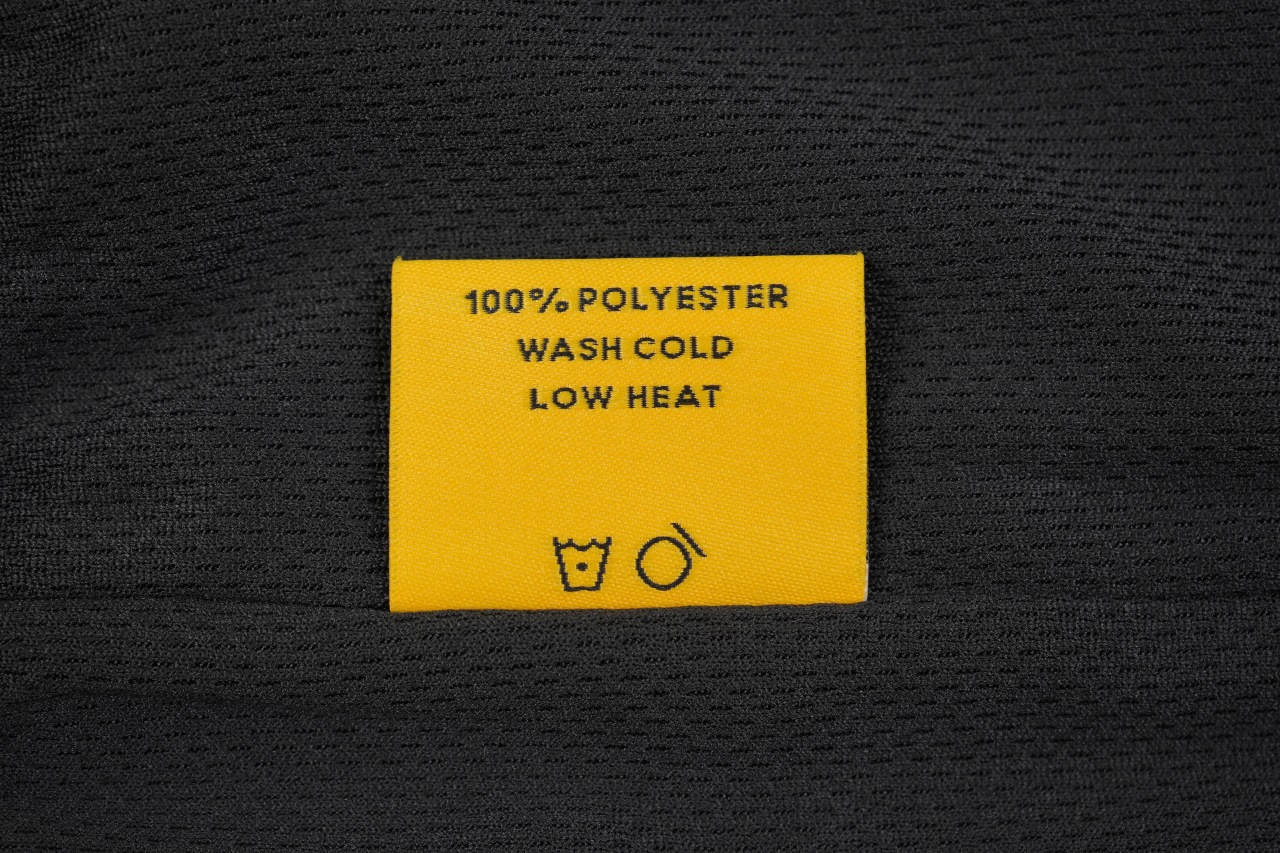 100% POLYESTER
WASH COLD
LOW HEAT